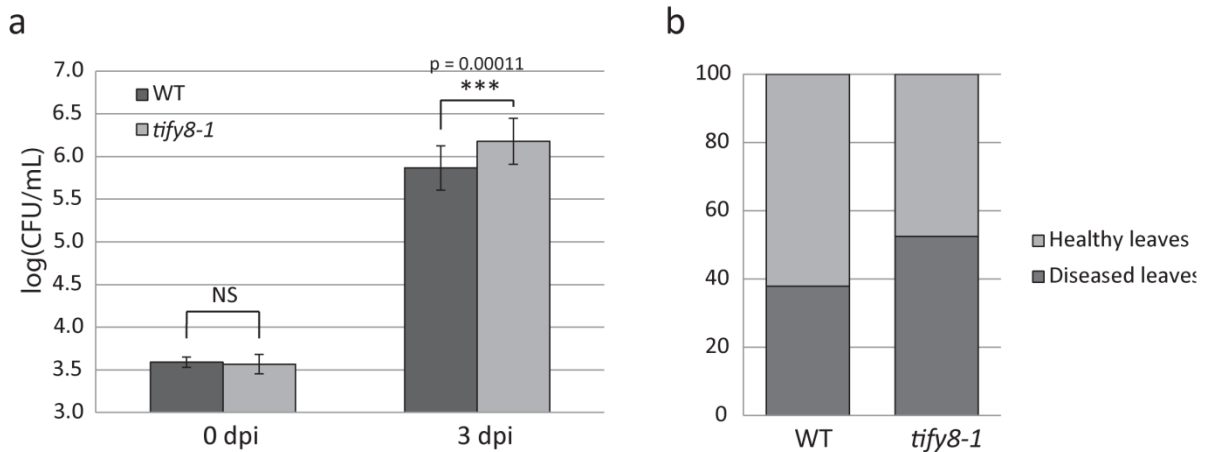 a
log(CFU/mL)
7.0
6.5
6.0
5.5
5.0
4.5
4.0
3.5
3.0
WT
tify8-1
NS
p = 0.00011
***
0 dpi
3 dpi
b
100
80
60
40
20
0
WT
tify8-1
Healthy leaves
Diseased leaves